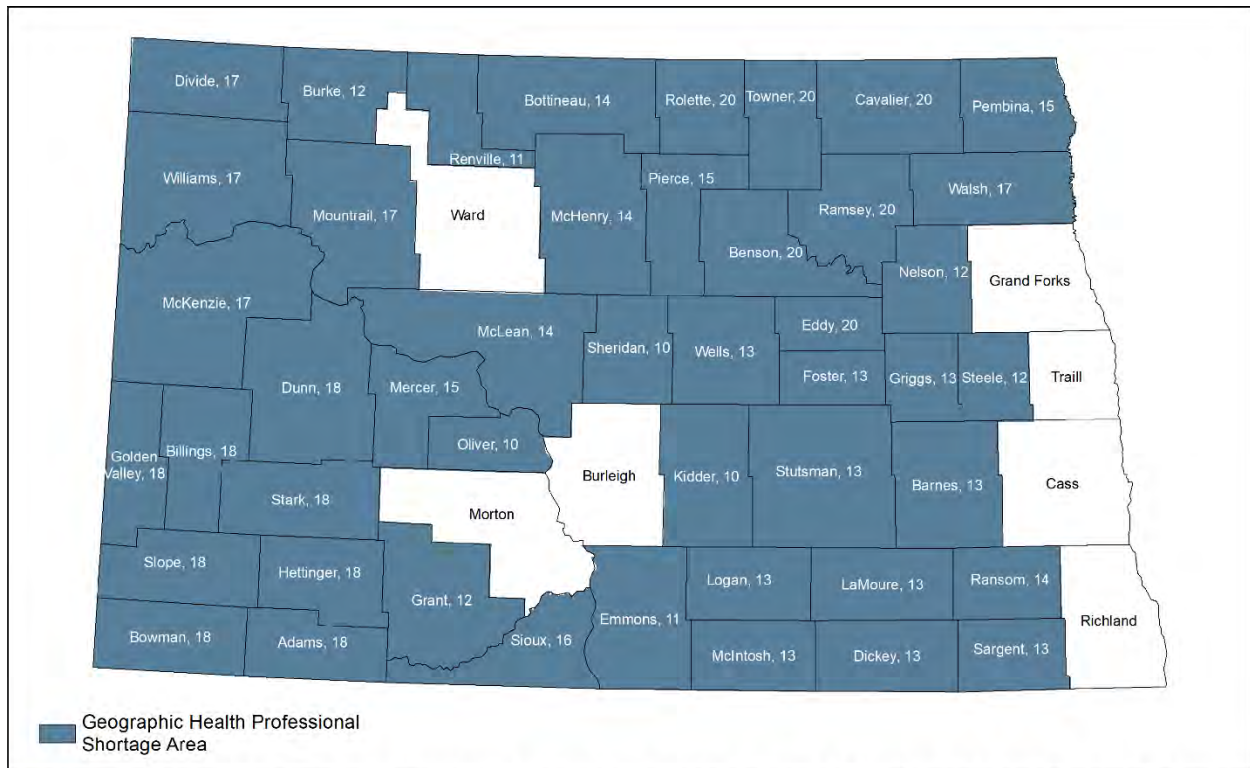 Divide, 17
Burke, 12
Bottineau, 14
Rolette, 20
Towner, 20
Cavalier, 20
Pembina, 15
Renville, 11
Williams, 17
Mountrail, 17
Ward
McHenry, 14
Pierce, 15
Ramsey, 20
Walsh, 17
Benson, 20
Nelson, 12
Grand Forks
McKenzie, 17
McLean, 14
Sheridan, 10
Wells, 13
Eddy, 20
Foster, 13
Griggs, 13
Steele, 12
Traill
Dunn, 18
Mercer, 15
Oliver, 10
Golden
Valley, 18
Billings, 18
Stark, 18
Morton
Burleigh
Kidder, 10
Stutsman, 13
Barnes, 13
Cass
Slope, 18
Hettinger, 18
Grant, 12
Sioux, 16
Emmons, 11
Logan, 13
LaMoure, 13
Ransom, 14
Richland
Bowman, 18
Adams, 18
McIntosh, 13
Dickey, 13
Sargent, 13
Geographic Health Professional
Shortage Area